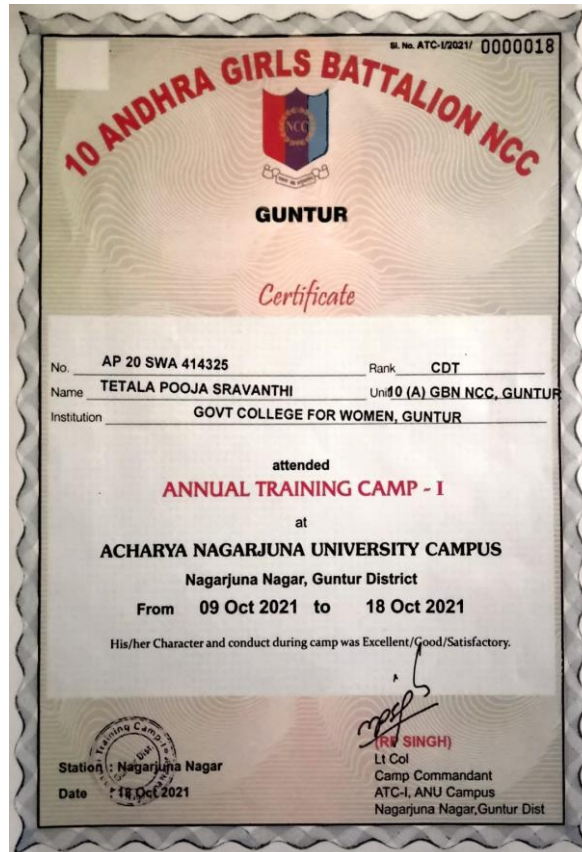 Sl. No. ATC-I/2021/ 0000018
10 ANDHRA GIRLS BATTALION NCC
NCC
GUNTUR
Certificate
No. AP 20 SWA 414325 Rank CDT
Name TETALA POOJA SRAVANTHI Unit 10 (A) GBN NCC, GUNTUR
Institution GOVT COLLEGE FOR WOMEN, GUNTUR
attended
ANNUAL TRAINING CAMP - I
at
ACHARYA NAGARJUNA UNIVERSITY CAMPUS
Nagarjuna Nagar, Guntur District
From 09 Oct 2021 to 18 Oct 2021
His/her Character and conduct during camp was Excellent/Good/Satisfactory.
(RP SINGH)
Lt Col
Camp Commandant
ATC-I, ANU Campus
Nagarjuna Nagar,Guntur Dist
Training Camp
Dist.
Station : Nagarjuna Nagar
Date : 18 Oct 2021